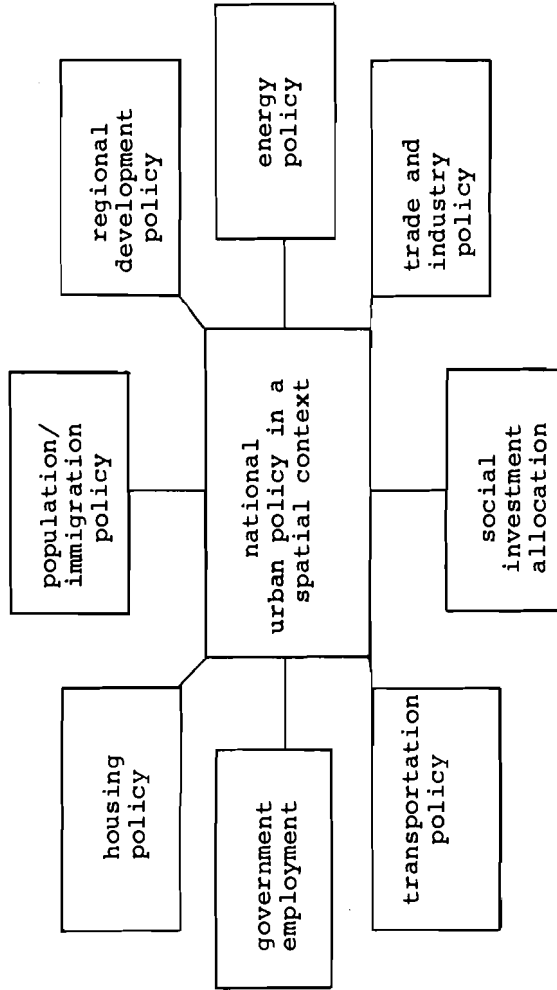 population/
immigration
policy
housing
policy
regional
development
policy
government
employment
national
urban policy in a
spatial context
energy
policy
transportation
policy
social
investment
allocation
trade and
industry
policy